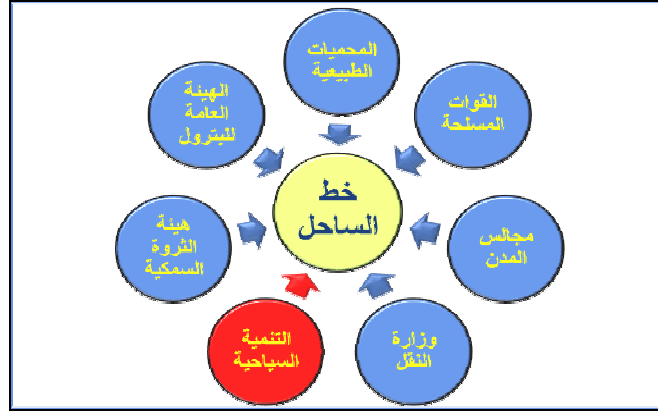 المحميات
الطبيعية
القوات
المسلحة
مجالس
المدن
وزارة
النقل
التنمية
السياحية
هيئة
الثروة
السمكية
الهيئة
العامة
للبترول
خط
الساحل